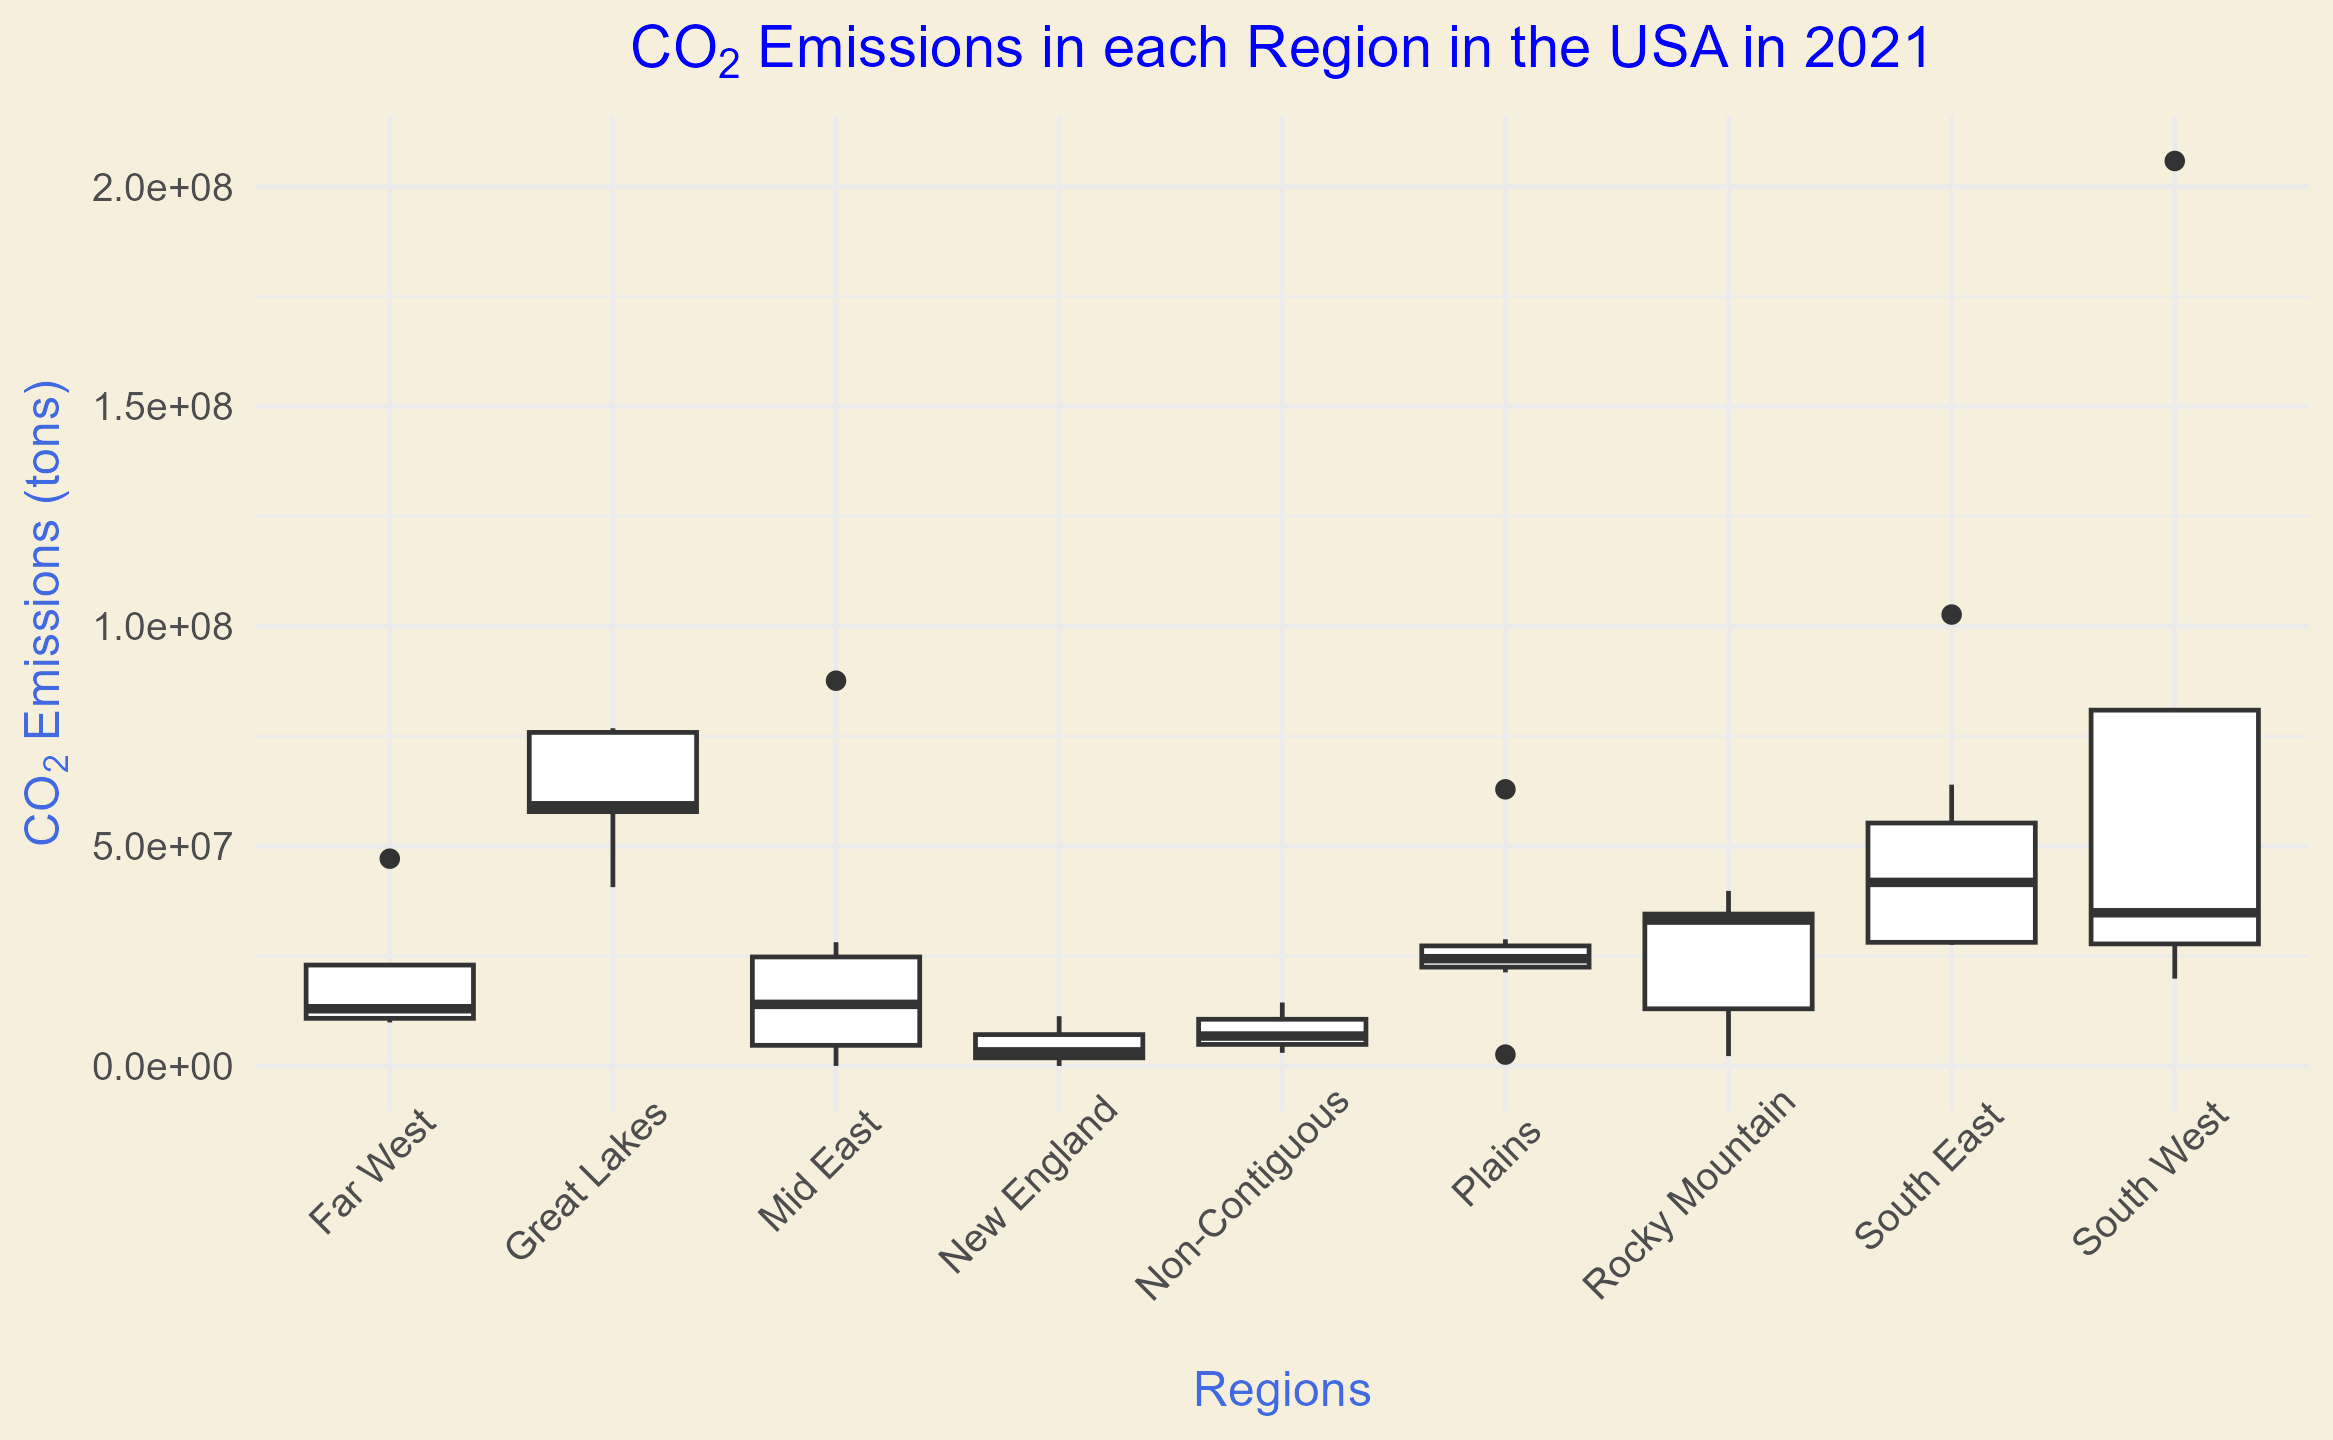 CO₂ Emissions in each Region in the USA in 2021
CO₂ Emissions (tons)
2.0e+08
1.5e+08
1.0e+08
5.0e+07
0.0e+00
Far West
Great Lakes
Mid East
New England
Non-Contiguous
Plains
Rocky Mountain
South East
South West
Regions